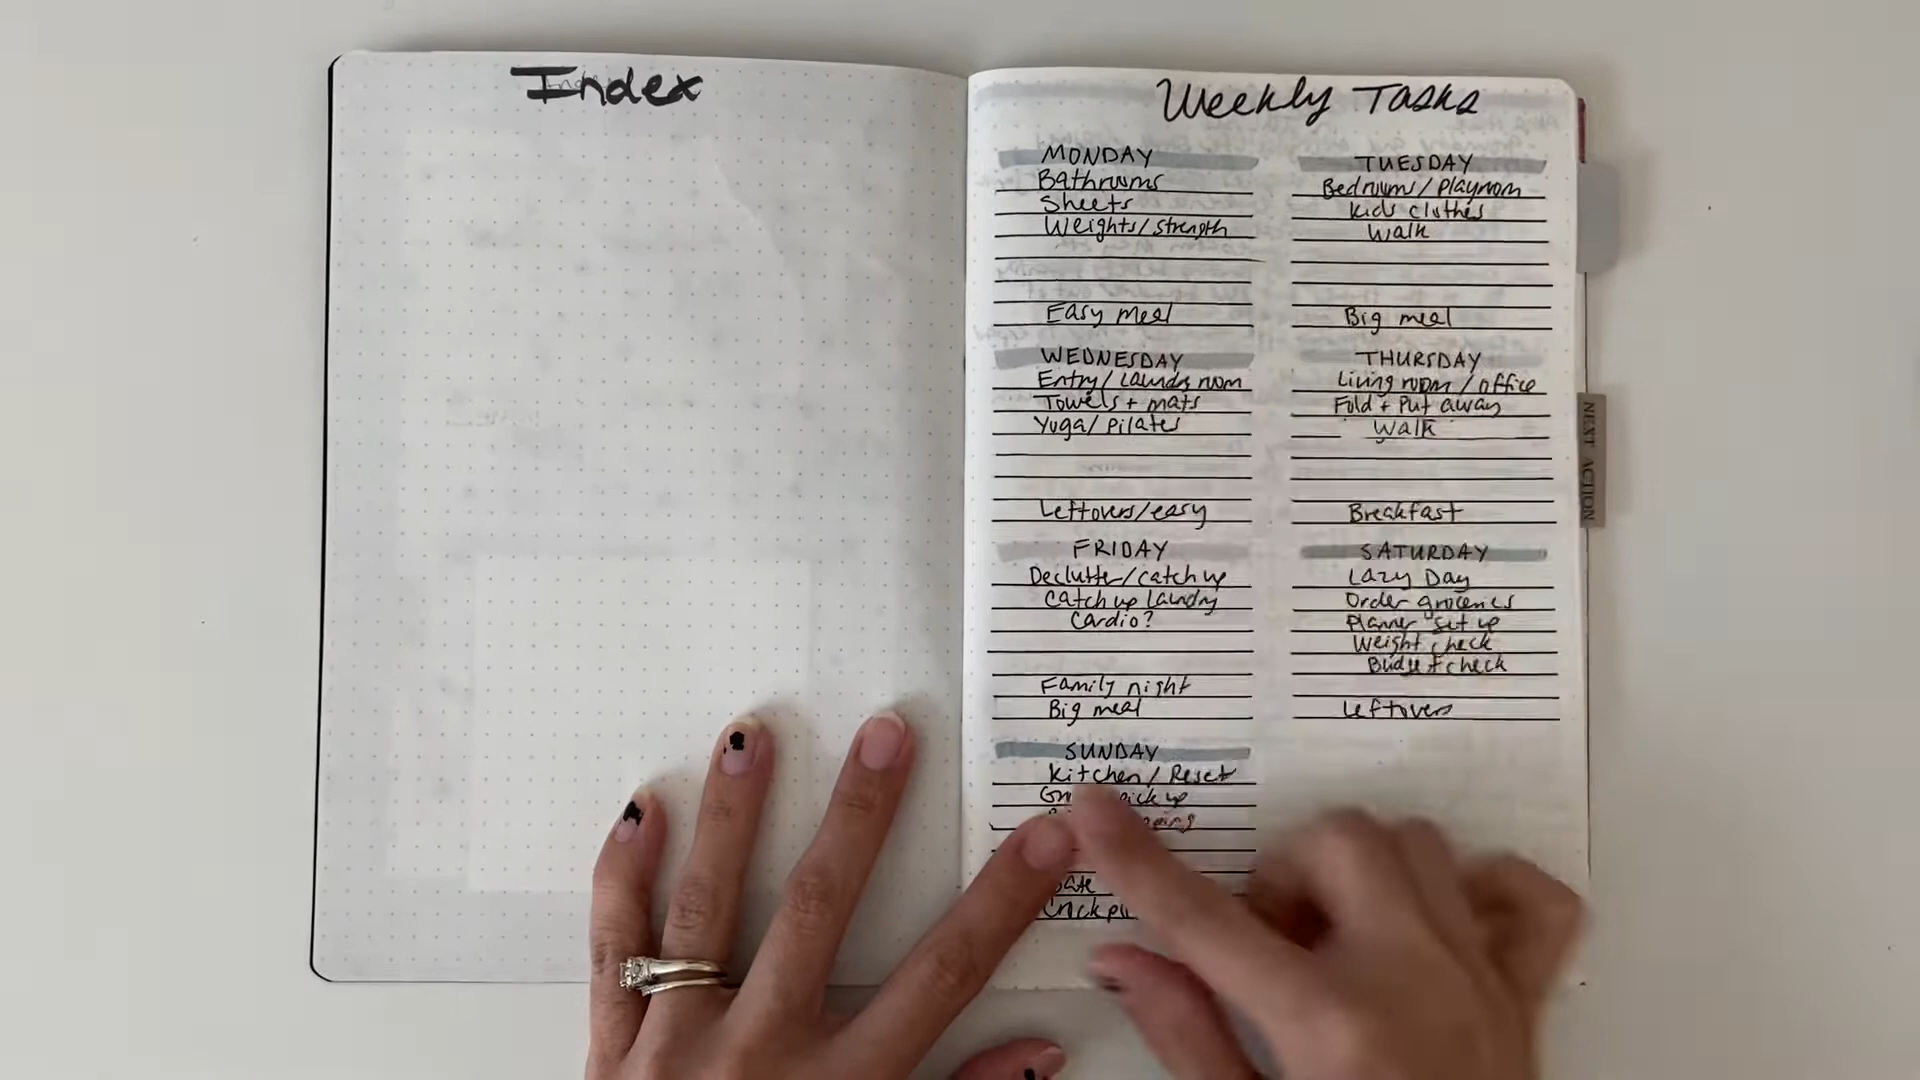 Index
Weekly Tasks
MONDAY
Bathrooms
Sheets
Weights/strength
Easy meal
TUESDAY
Bedrooms/playroom
kids clothes
Walk
Big meal
WEDNESDAY
Entry/laundry room
Towels + mats
Yoga/pilates
Leftovers/easy
THURSDAY
Living room/office
Fold + Put away
Walk
Breakfast
FRIDAY
Declutter/catch up
Catch up laundry
Cardio?
Family night
Big meal
SATURDAY
Lazy Day
Order groceries
Planner set up
Weight check
Budget check
Leftovers
SUNDAY
Kitchen/Reset
pick up
NEXT ACTION